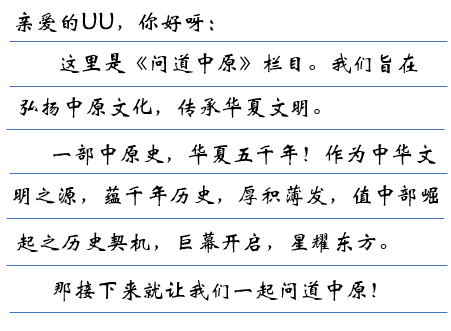 亲爱的UU，你好呀：
这里是《问道中原》栏目。我们旨在
弘扬中原文化，传承华夏文明。
一部中原史，华夏五千年！作为中华文
明之源，蕴千年历史，厚积薄发，值中部崛
起之历史契机，巨幕开启，星耀东方。
那接下来就让我们一起问道中原！